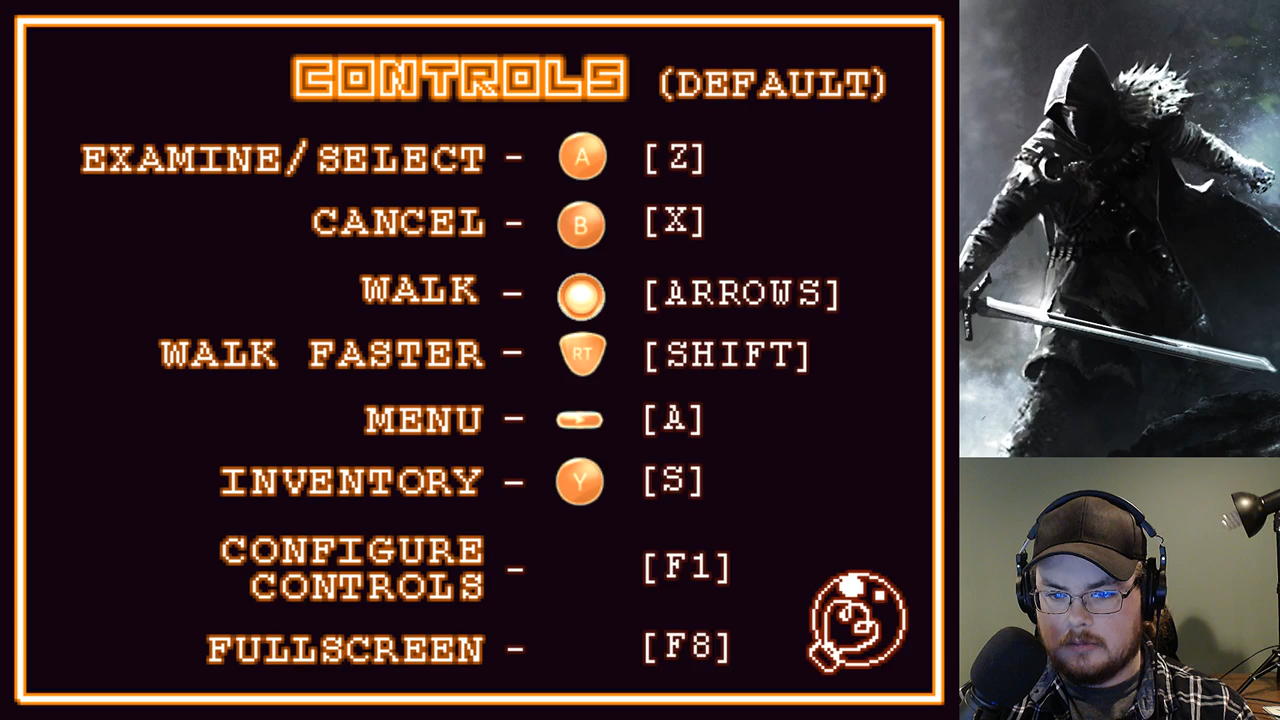 CONTROLS (DEFAULT)
EXAMINE/SELECT - A [Z]
CANCEL - B [X]
WALK - [ARROWS]
WALK FASTER - RT [SHIFT]
MENU - [A]
INVENTORY - Y [S]
CONFIGURE
CONTROLS - [F1]
FULLSCREEN - [F8]